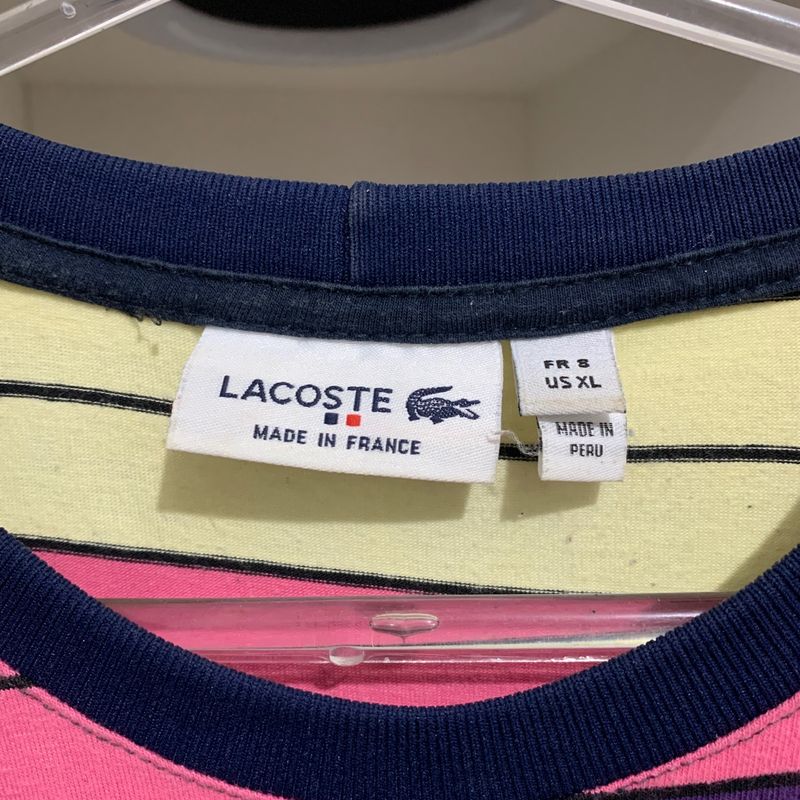 LACOSTE
MADE IN FRANCE
FR 8
US XL
MADE IN
PERU